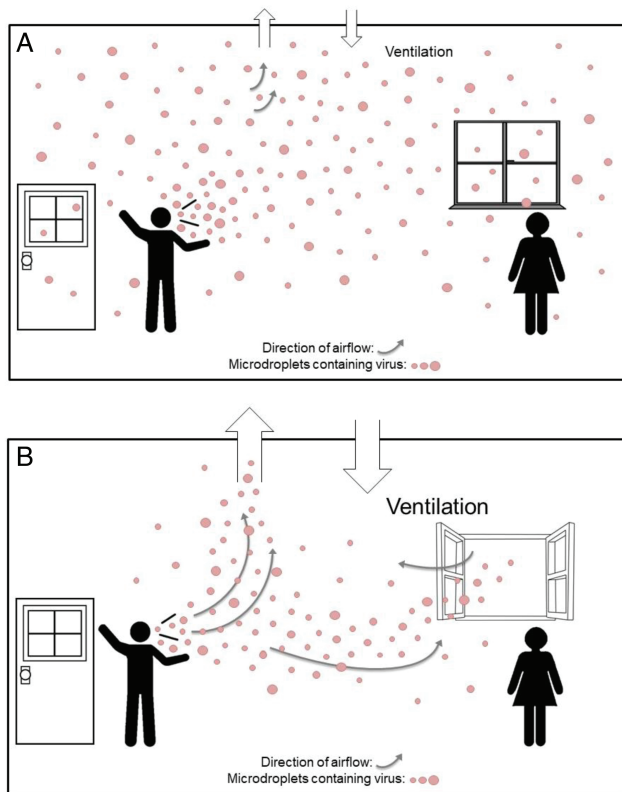 A
Ventilation
Direction of airflow:
Microdroplets containing virus:
B
Ventilation
Direction of airflow:
Microdroplets containing virus: